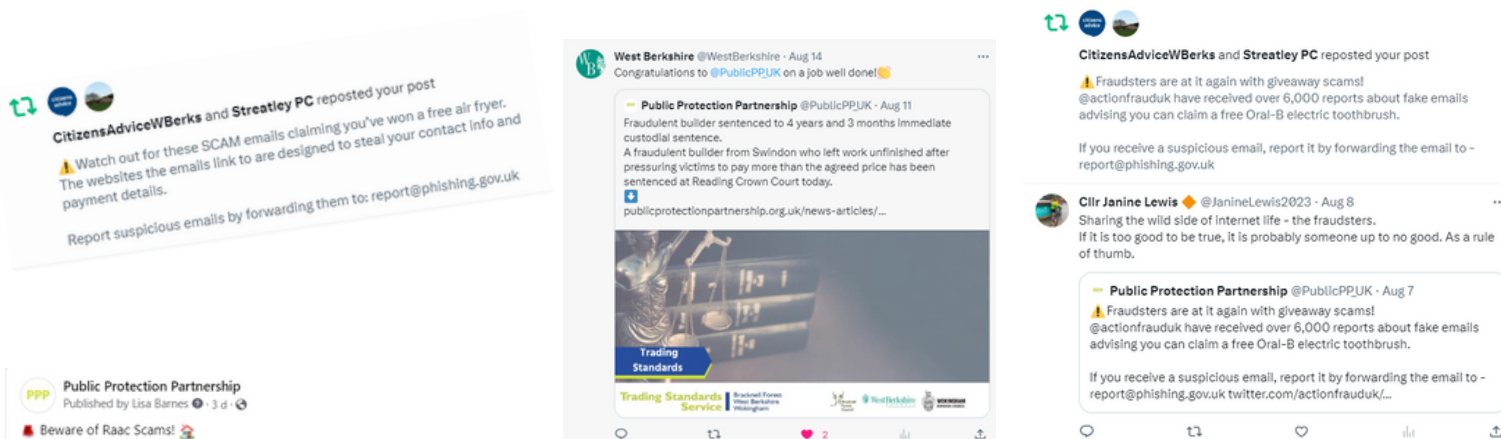 CitizensAdviceWBerks and Streatley PC reposted your post
⚠️Watch out for these SCAM emails claiming you've won a free air fryer.
The websites the emails link to are designed to steal your contact info and
payment details.
Report suspicious emails by forwarding them to: report@phishing.gov.uk
PPP
Public Protection Partnership
Published by Lisa Barnes · 3 d ·
Beware of Raac Scams!
West Berkshire @WestBerkshire · Aug 14
Congratulations to @PublicPP_UK on a job well done!👏
Public Protection Partnership @PublicPP_UK · Aug 11
Fraudulent builder sentenced to 4 years and 3 months immediate
custodial sentence.
A fraudulent builder from Swindon who left work unfinished after
pressuring victims to pay more than the agreed price has been
sentenced at Reading Crown Court today.
⬇️
publicprotectionpartnership.org.uk/news-articles/...
Trading
Standards
Trading Standards
Service
Bracknell Forest
West Berkshire
Wokingham
West Berkshire
2
citizens
advice
CitizensAdviceWBerks and Streatley PC reposted your post
⚠️Fraudsters are at it again with giveaway scams!
@actionfrauduk have received over 6,000 reports about fake emails
advising you can claim a free Oral-B electric toothbrush.
If you receive a suspicious email, report it by forwarding the email to -
report@phishing.gov.uk
Cllr Janine Lewis 🔶 @JanineLewis2023 · Aug 8
Sharing the wild side of internet life - the fraudsters.
If it is too good to be true, it is probably someone up to no good. As a rule
of thumb.
Public Protection Partnership @PublicPP_UK · Aug 7
⚠️Fraudsters are at it again with giveaway scams!
@actionfrauduk have received over 6,000 reports about fake emails
advising you can claim a free Oral-B electric toothbrush.
If you receive a suspicious email, report it by forwarding the email to -
report@phishing.gov.uk twitter.com/actionfrauduk/...